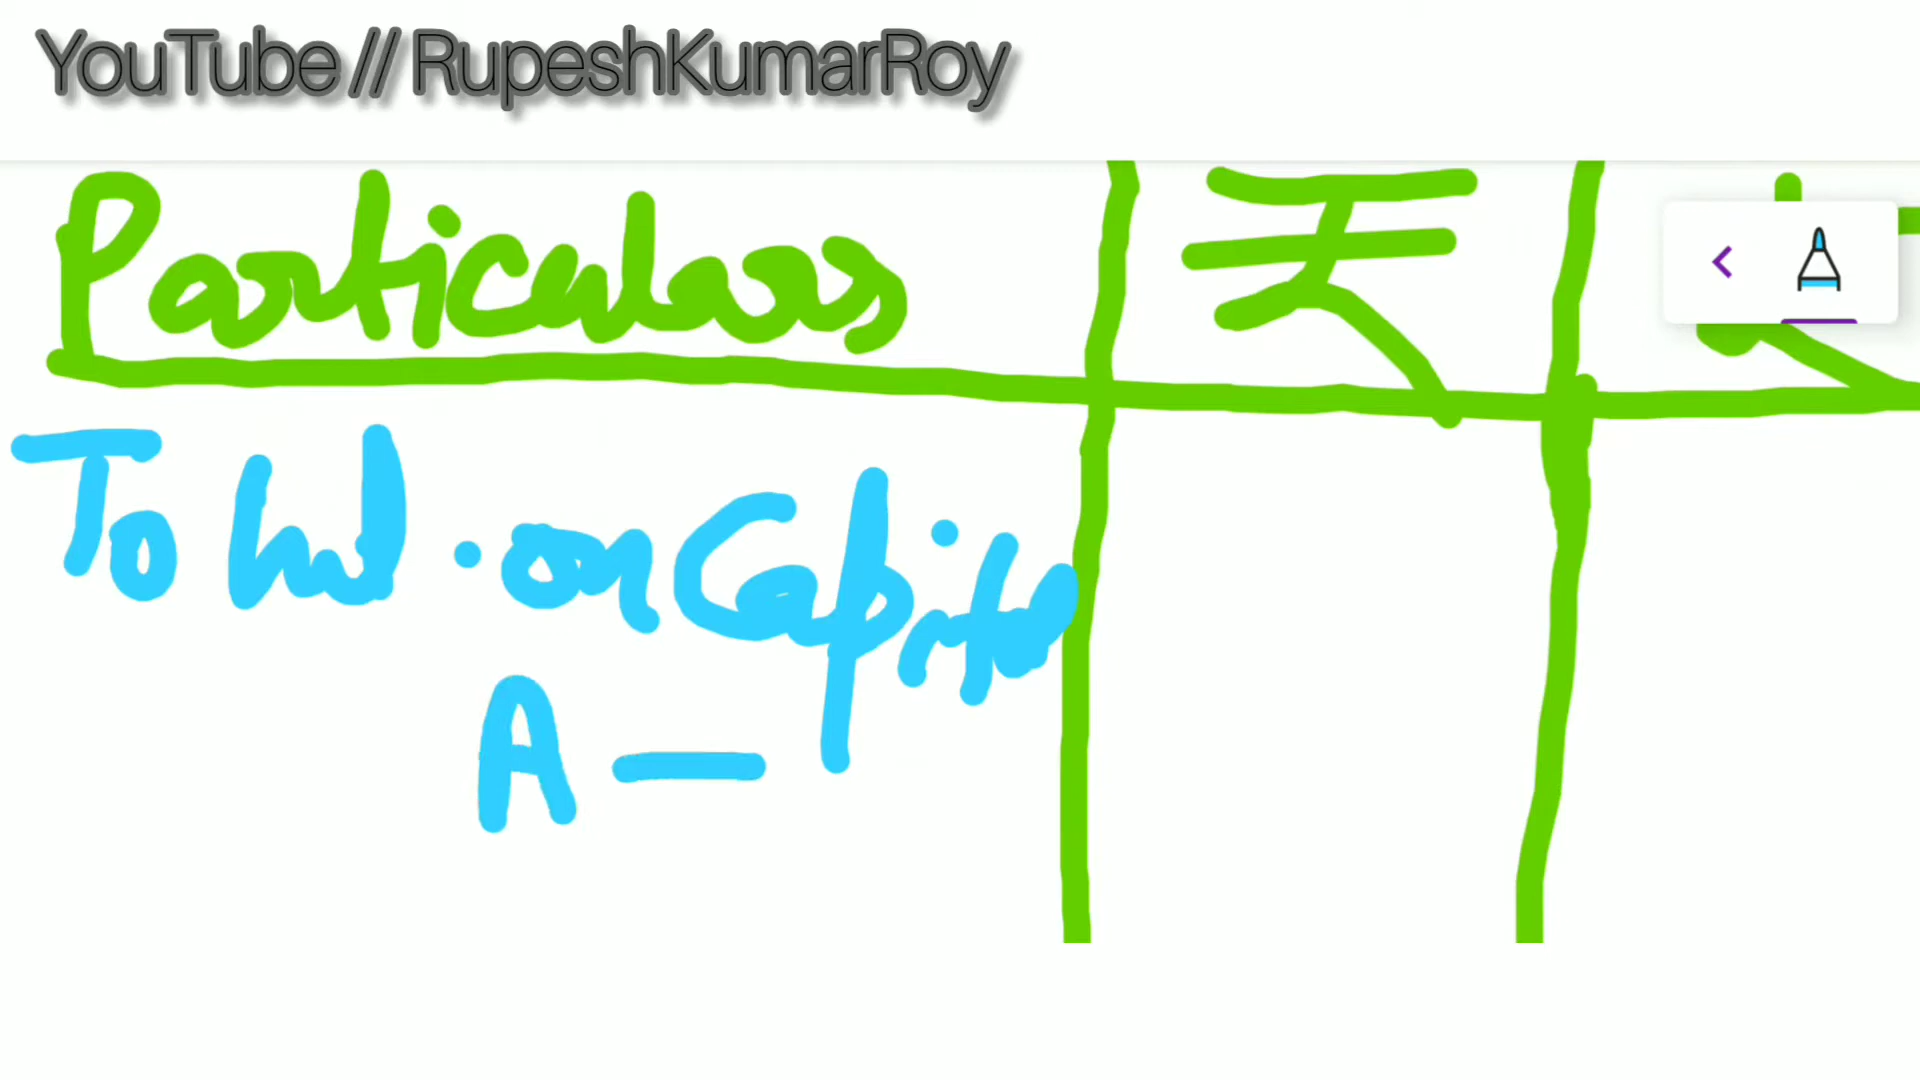 YouTube // RupeshKumarRoy
Particulars ₹
To Int. on Capital
A —